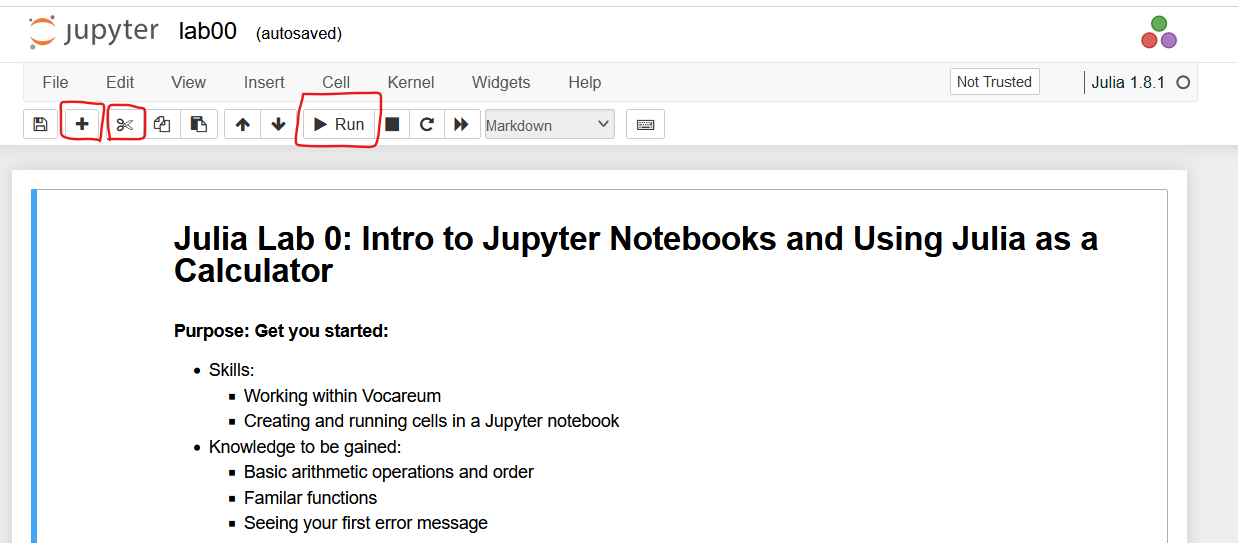 jupyter lab00 (autosaved)
File Edit View Insert Cell Kernel Widgets Help Not Trusted Julia 1.8.1
Run Markdown
Julia Lab 0: Intro to Jupyter Notebooks and Using Julia as a
Calculator
Purpose: Get you started:
Skills:
Working within Vocareum
Creating and running cells in a Jupyter notebook
Knowledge to be gained:
Basic arithmetic operations and order
Familar functions
Seeing your first error message